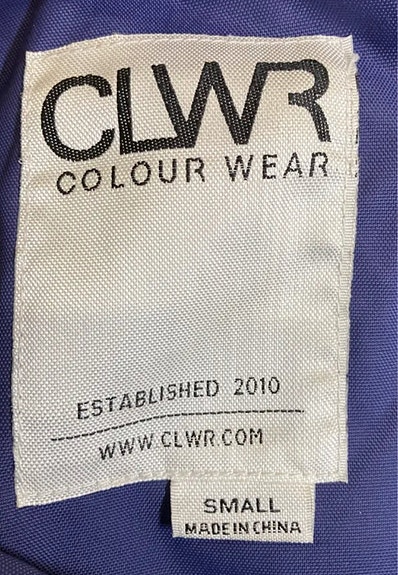 CLWR
COLOUR WEAR
ESTABLISHED 2010
WWW.CLWR.COM
SMALL
MADE IN CHINA